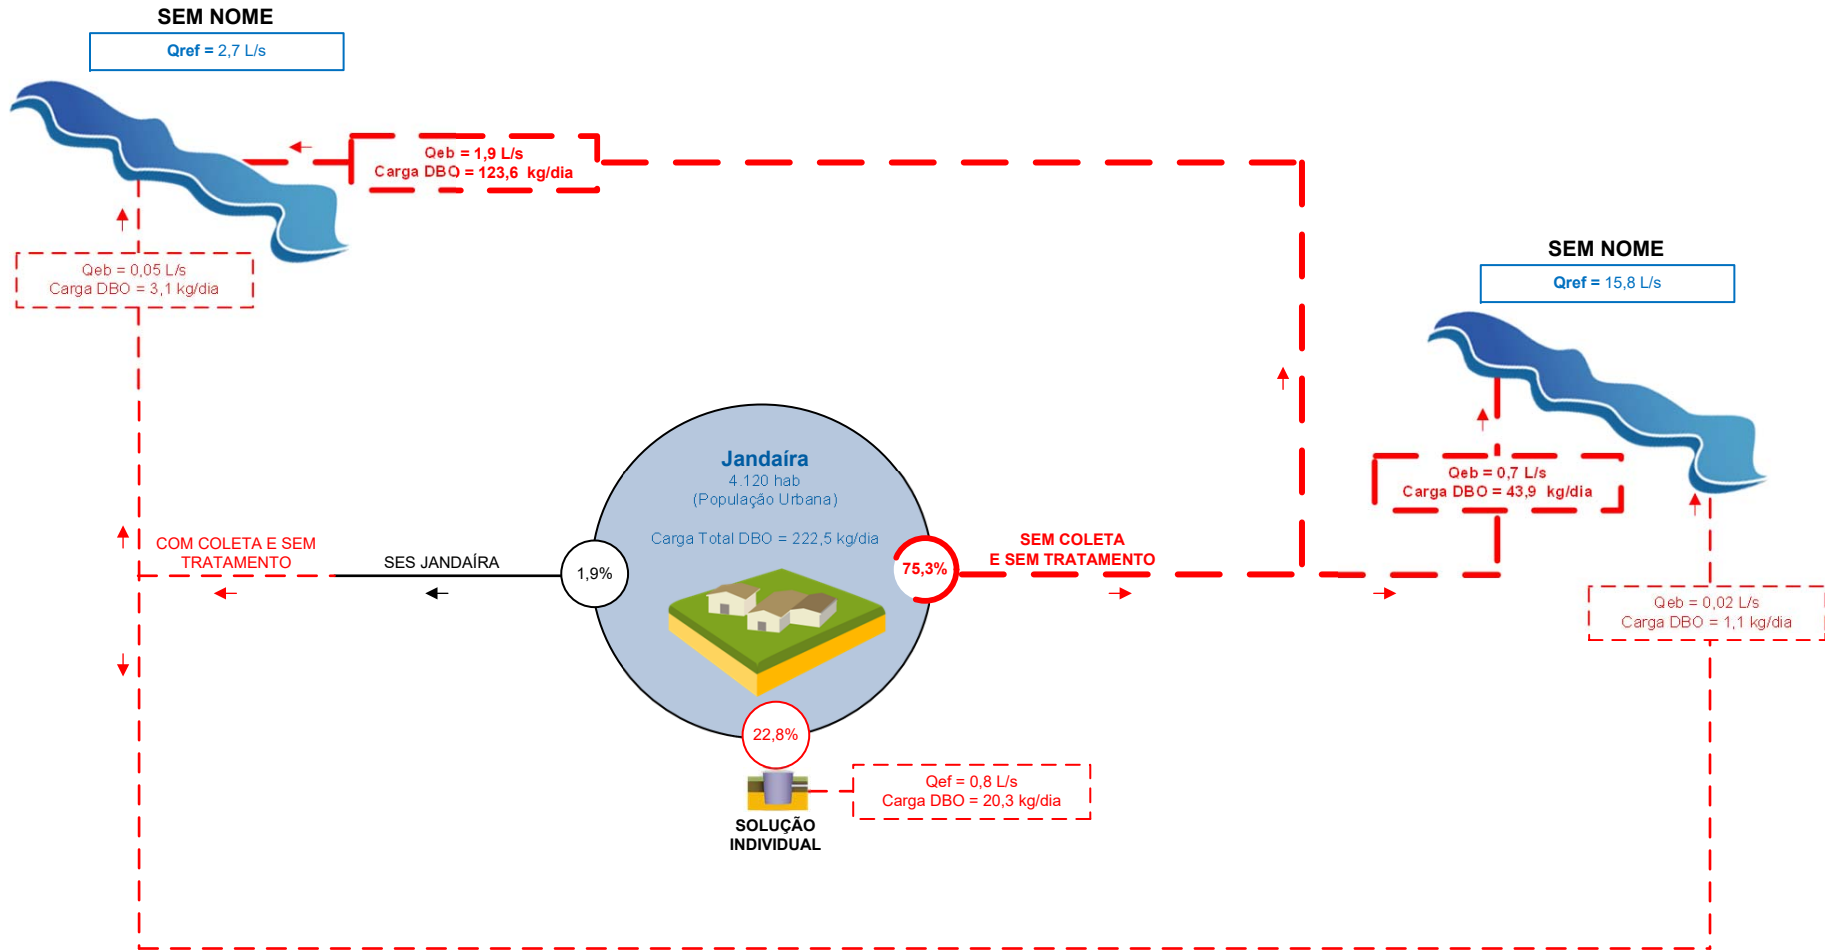 SEM NOME
Qref = 2,7 L/s
Qeb = 1,9 L/s
Carga DBO = 123,6 kg/dia
Qeb = 0,05 L/s
Carga DBO = 3,1 kg/dia
SEM NOME
Qref = 15,8 L/s
Qeb = 0,7 L/s
Carga DBO = 43,9 kg/dia
Jandaíra
4.120 hab
(População Urbana)
Carga Total DBO = 222,5 kg/dia
COM COLETA E SEM
TRATAMENTO
SES JANDAÍRA
1,9%
75,3%
SEM COLETA
E SEM TRATAMENTO
Qeb = 0,02 L/s
Carga DBO = 1,1 kg/dia
22,8%
Qef = 0,8 L/s
Carga DBO = 20,3 kg/dia
SOLUÇÃO
INDIVIDUAL